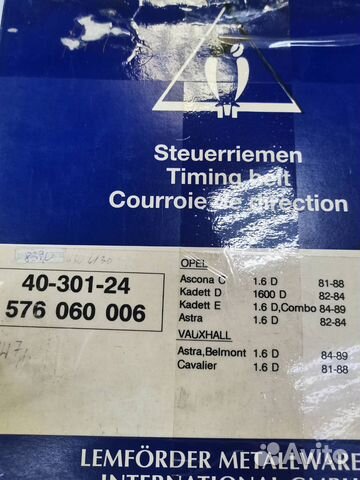 Steuerriemen
Timing belt
Courroie de direction
40-301-24
576 060 006
OPEL
Ascona C 1.6 D 81-88
Kadett D 1600 D 82-84
Kadett E 1.6 D,Combo 84-89
Astra 1.6 D 82-84
VAUXHALL
Astra,Belmont 1.6 D 84-89
Cavalier 1.6 D 81-88
LEMFÖRDER METALLWARE
INTERNATIONAL GMBH
Avito